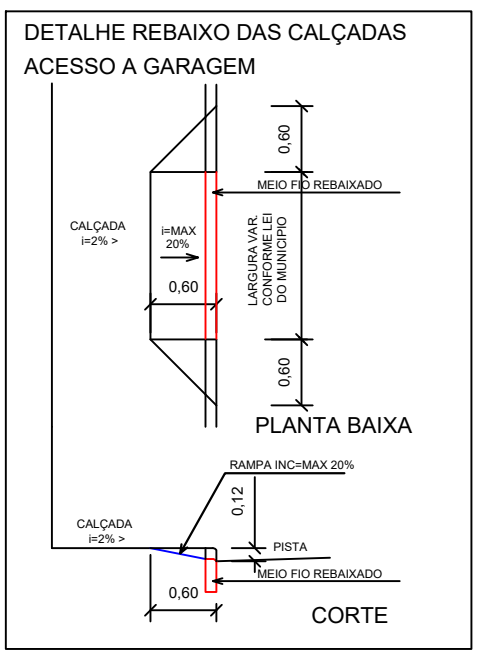 DETALHE REBAIXO DAS CALÇADAS
ACESSO A GARAGEM
0,60
MEIO FIO REBAIXADO
CALÇADA
i=2% >
i=MAX
20%
0,60
LARGURA VAR.
CONFORME LEI
DO MUNICIPIO
0,60
PLANTA BAIXA
RAMPA INC=MAX 20%
0,12
CALÇADA
i=2% >
PISTA
MEIO FIO REBAIXADO
0,60
CORTE